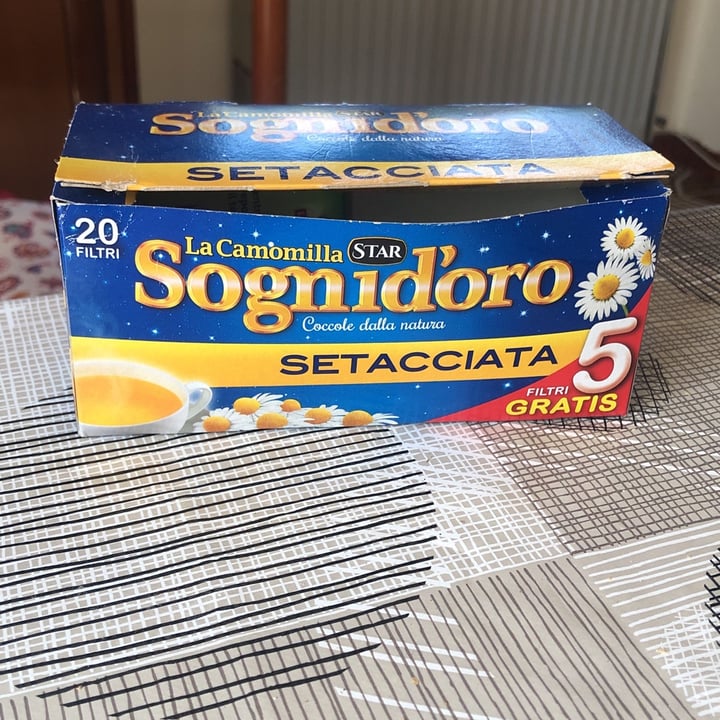 La Camomilla STAR
Sognid'oro
Coccole dalla natura
SETACCIATA
20
FILTRI
La Camomilla STAR
Sognid'oro
Coccole dalla natura
SETACCIATA
5
FILTRI
GRATIS